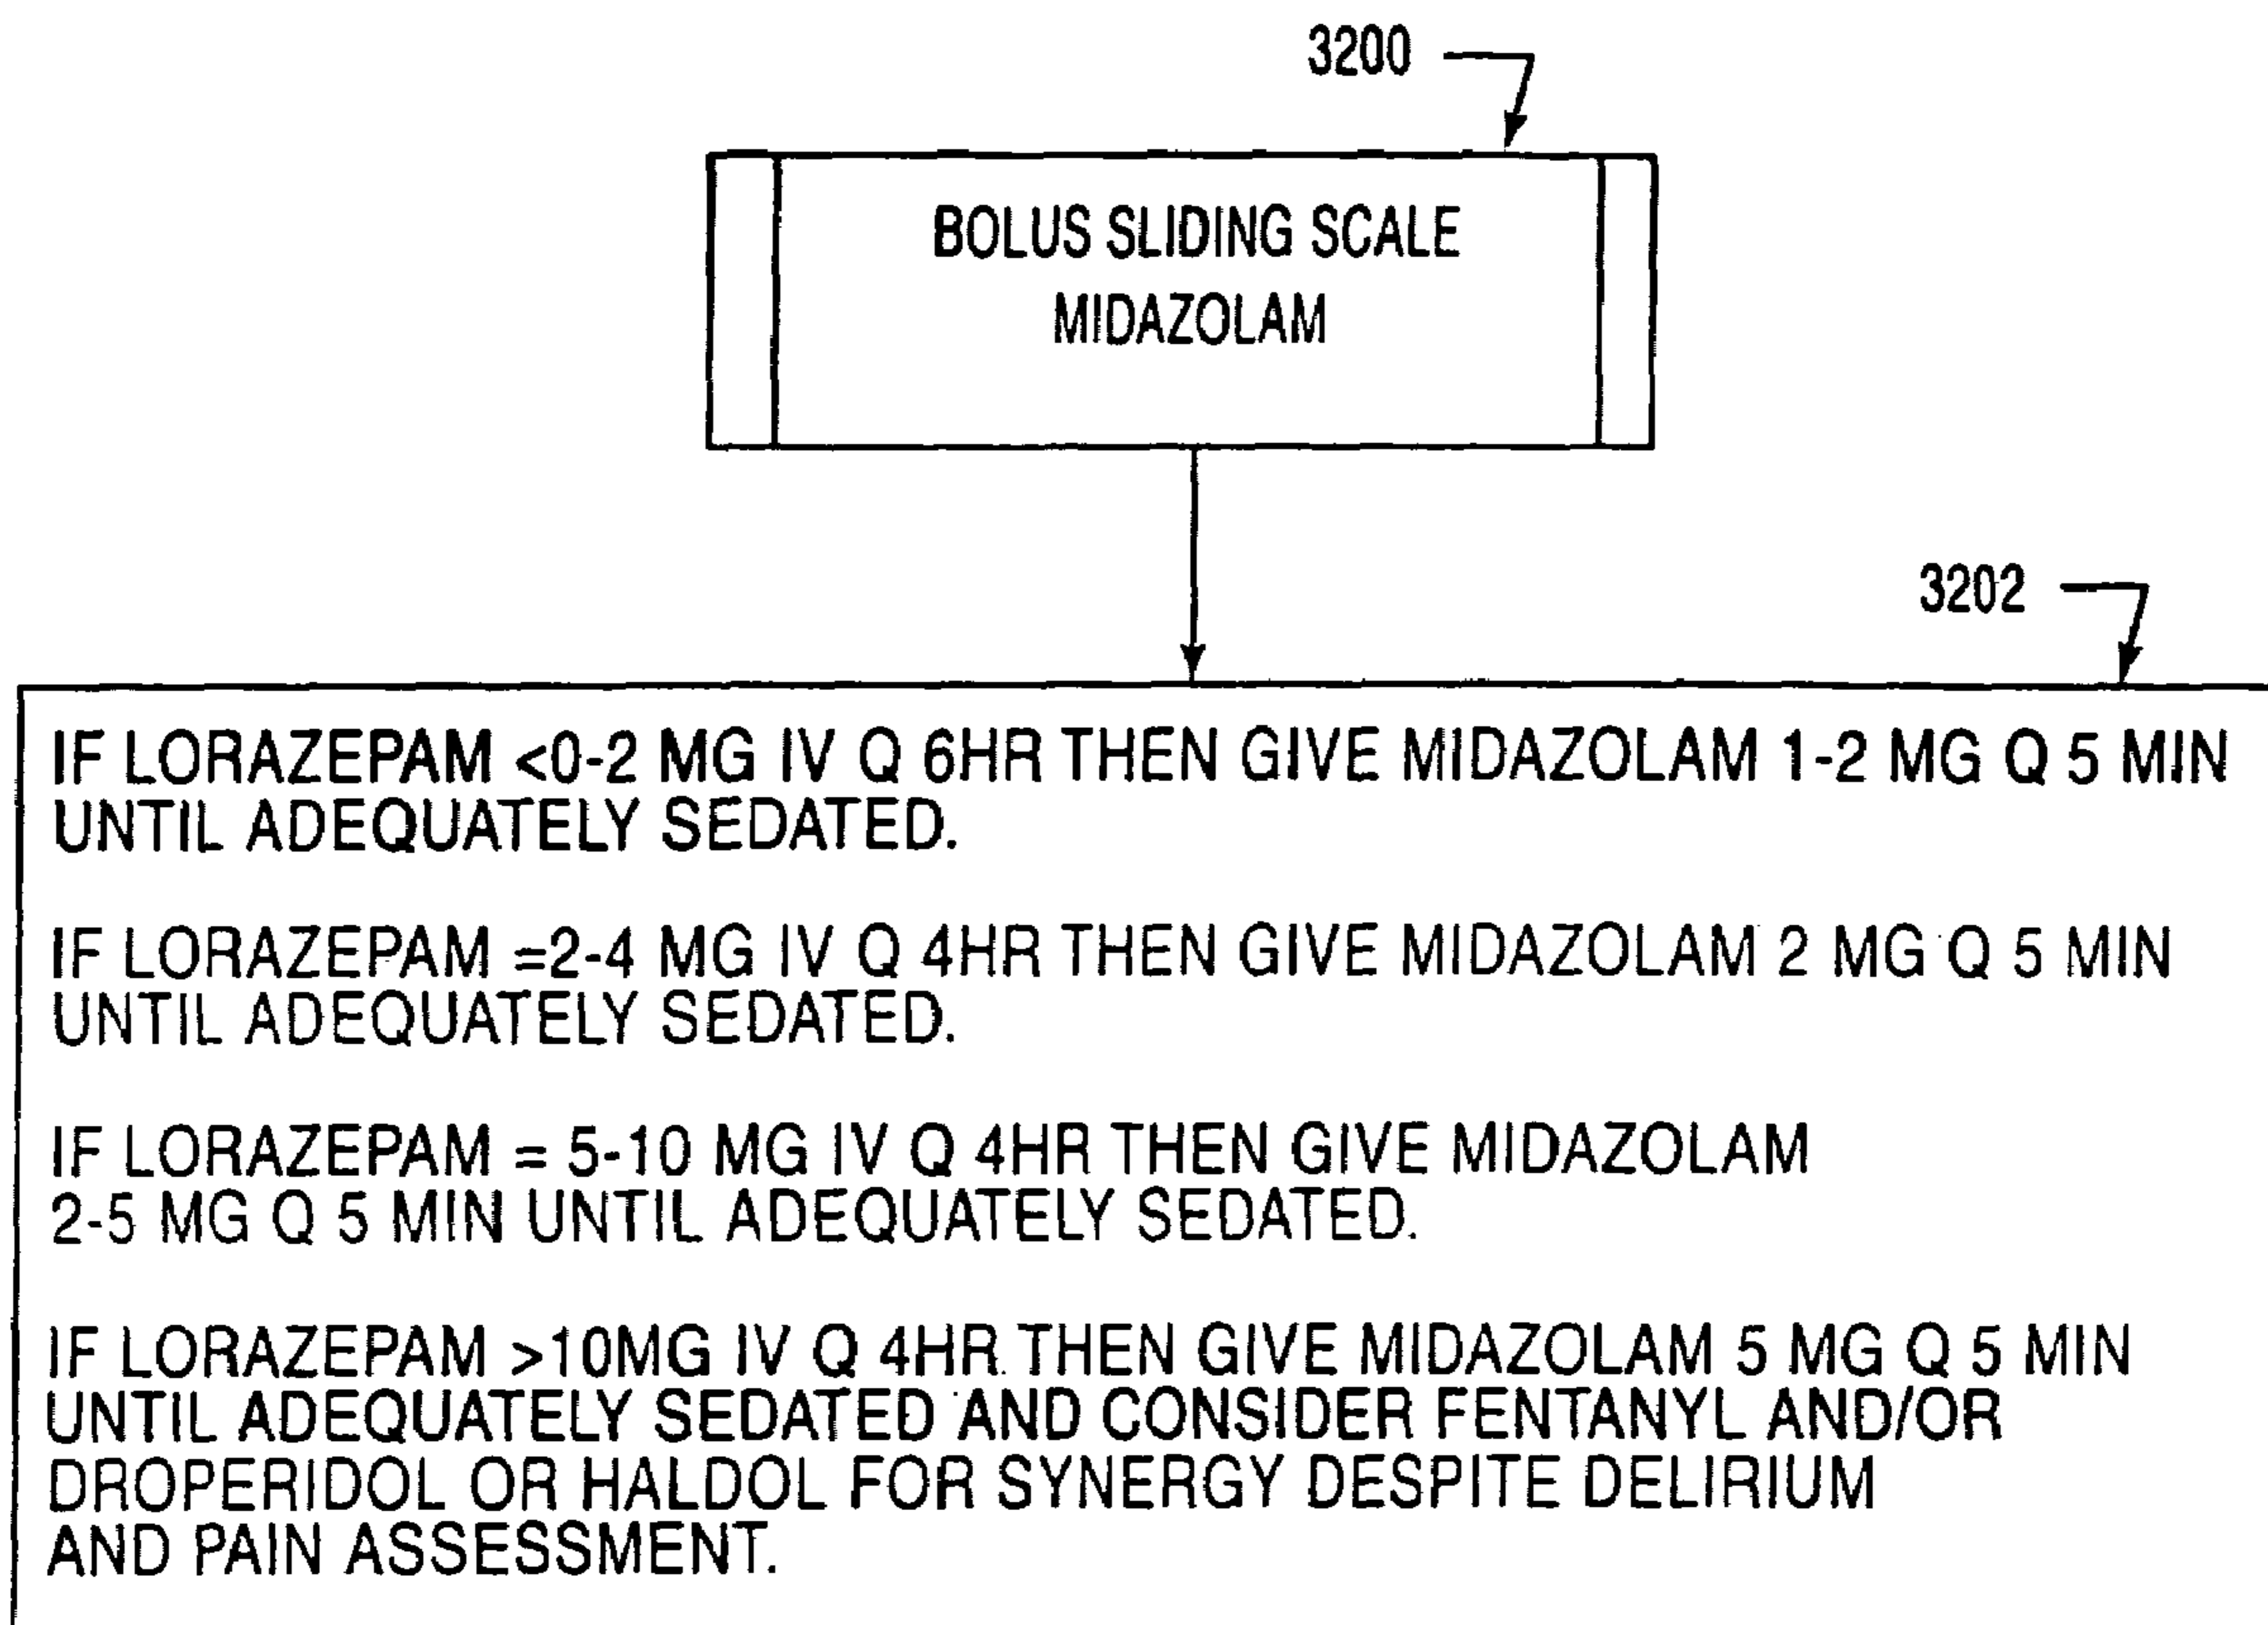 3200
BOLUS SLIDING SCALE
MIDAZOLAM
3202
IF LORAZEPAM <0-2 MG IV Q 6HR THEN GIVE MIDAZOLAM 1-2 MG Q 5 MIN
UNTIL ADEQUATELY SEDATED.
IF LORAZEPAM =2-4 MG IV Q 4HR THEN GIVE MIDAZOLAM 2 MG Q 5 MIN
UNTIL ADEQUATELY SEDATED.
IF LORAZEPAM = 5-10 MG IV Q 4HR THEN GIVE MIDAZOLAM
2-5 MG Q 5 MIN UNTIL ADEQUATELY SEDATED.
IF LORAZEPAM >10MG IV Q 4HR THEN GIVE MIDAZOLAM 5 MG Q 5 MIN
UNTIL ADEQUATELY SEDATED AND CONSIDER FENTANYL AND/OR
DROPERIDOL OR HALDOL FOR SYNERGY DESPITE DELIRIUM
AND PAIN ASSESSMENT.